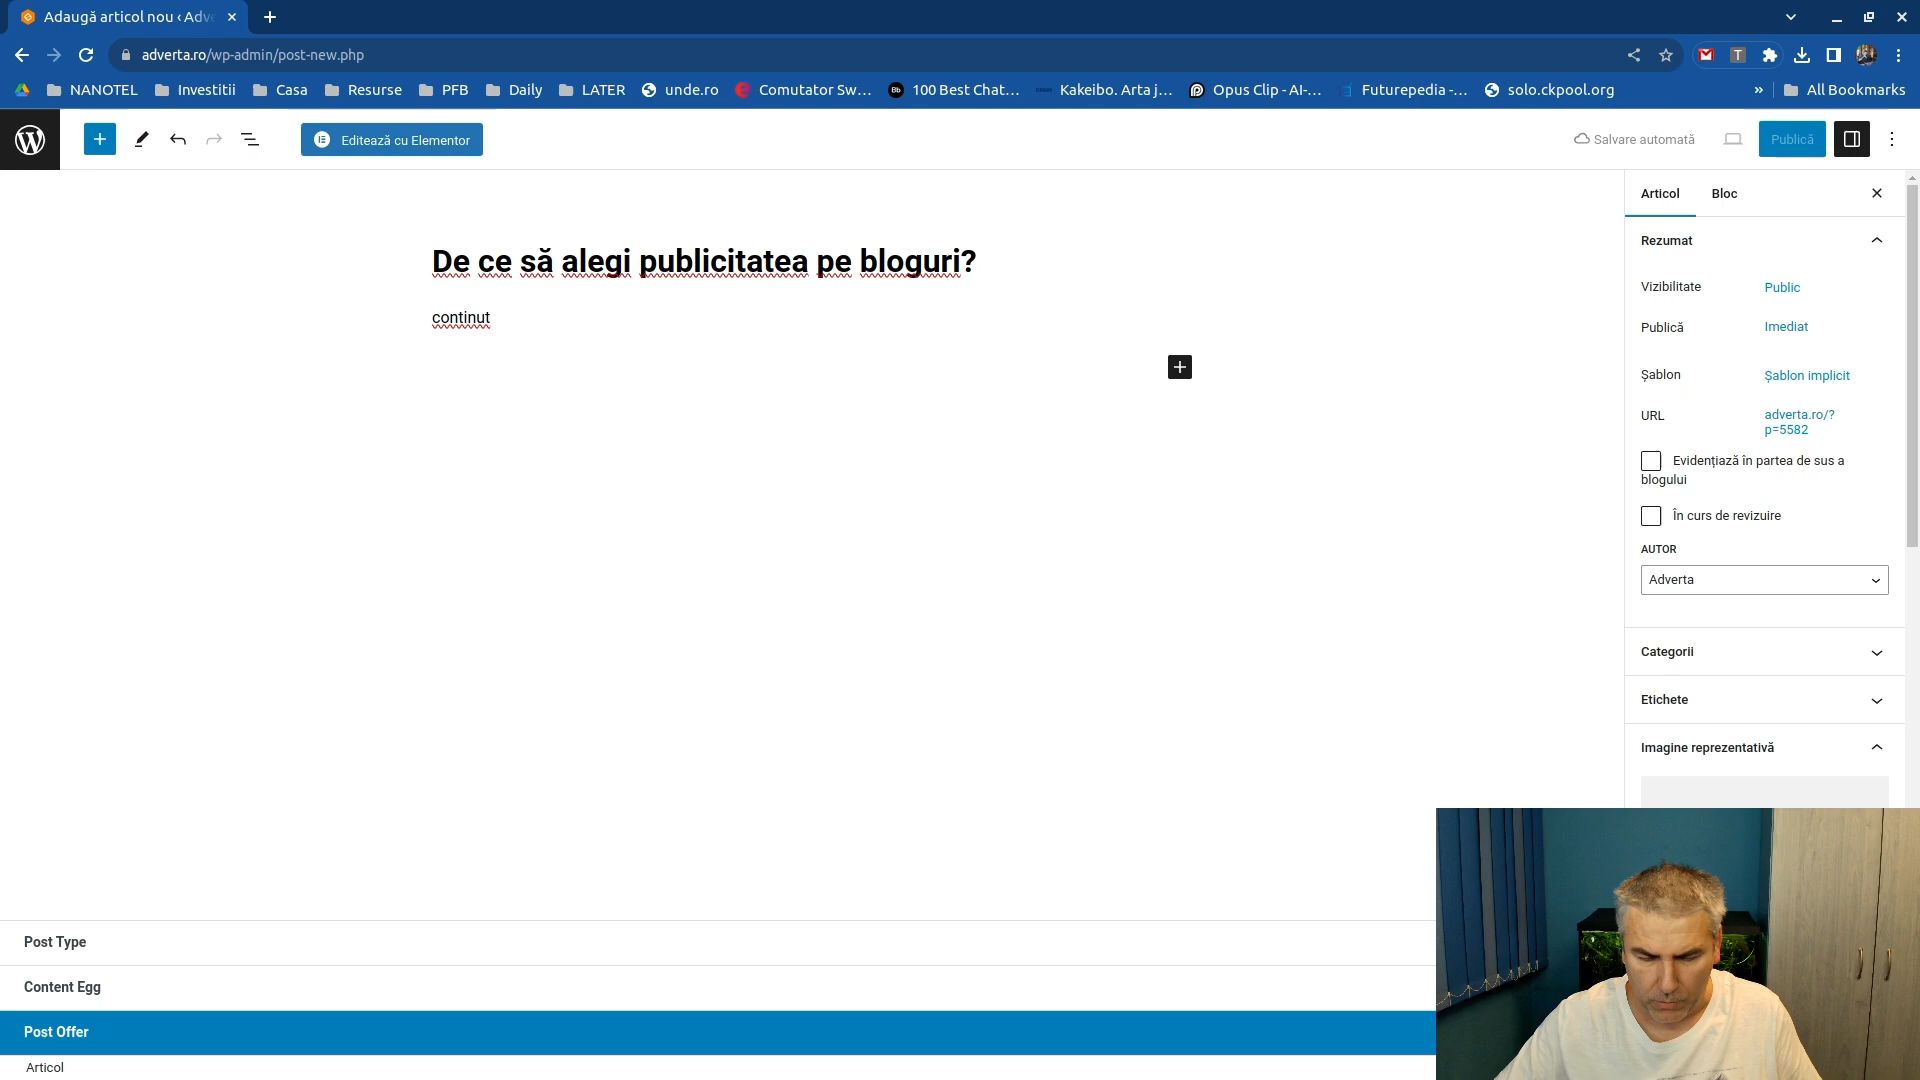 Adaugă articol nou ‹ Adv
adverta.ro/wp-admin/post-new.php
NANOTEL
Investitii
Casa
Resurse
PFB
Daily
LATER
unde.ro
Comutator Sw...
100 Best Chat...
Kakeibo. Arta j...
Opus Clip - AI-...
Futurepedia -...
solo.ckpool.org
»
All Bookmarks
Editează cu Elementor
Salvare automată
Publică
Articol
Bloc
De ce să alegi publicitatea pe bloguri?
continut
Rezumat
Vizibilitate
Public
Publică
Imediat
Șablon
Șablon implicit
URL
adverta.ro/?
p=5582
Evidențiază în partea de sus a
blogului
În curs de revizuire
AUTOR
Adverta
Categorii
Etichete
Imagine reprezentativă
Post Type
Content Egg
Post Offer
Articol